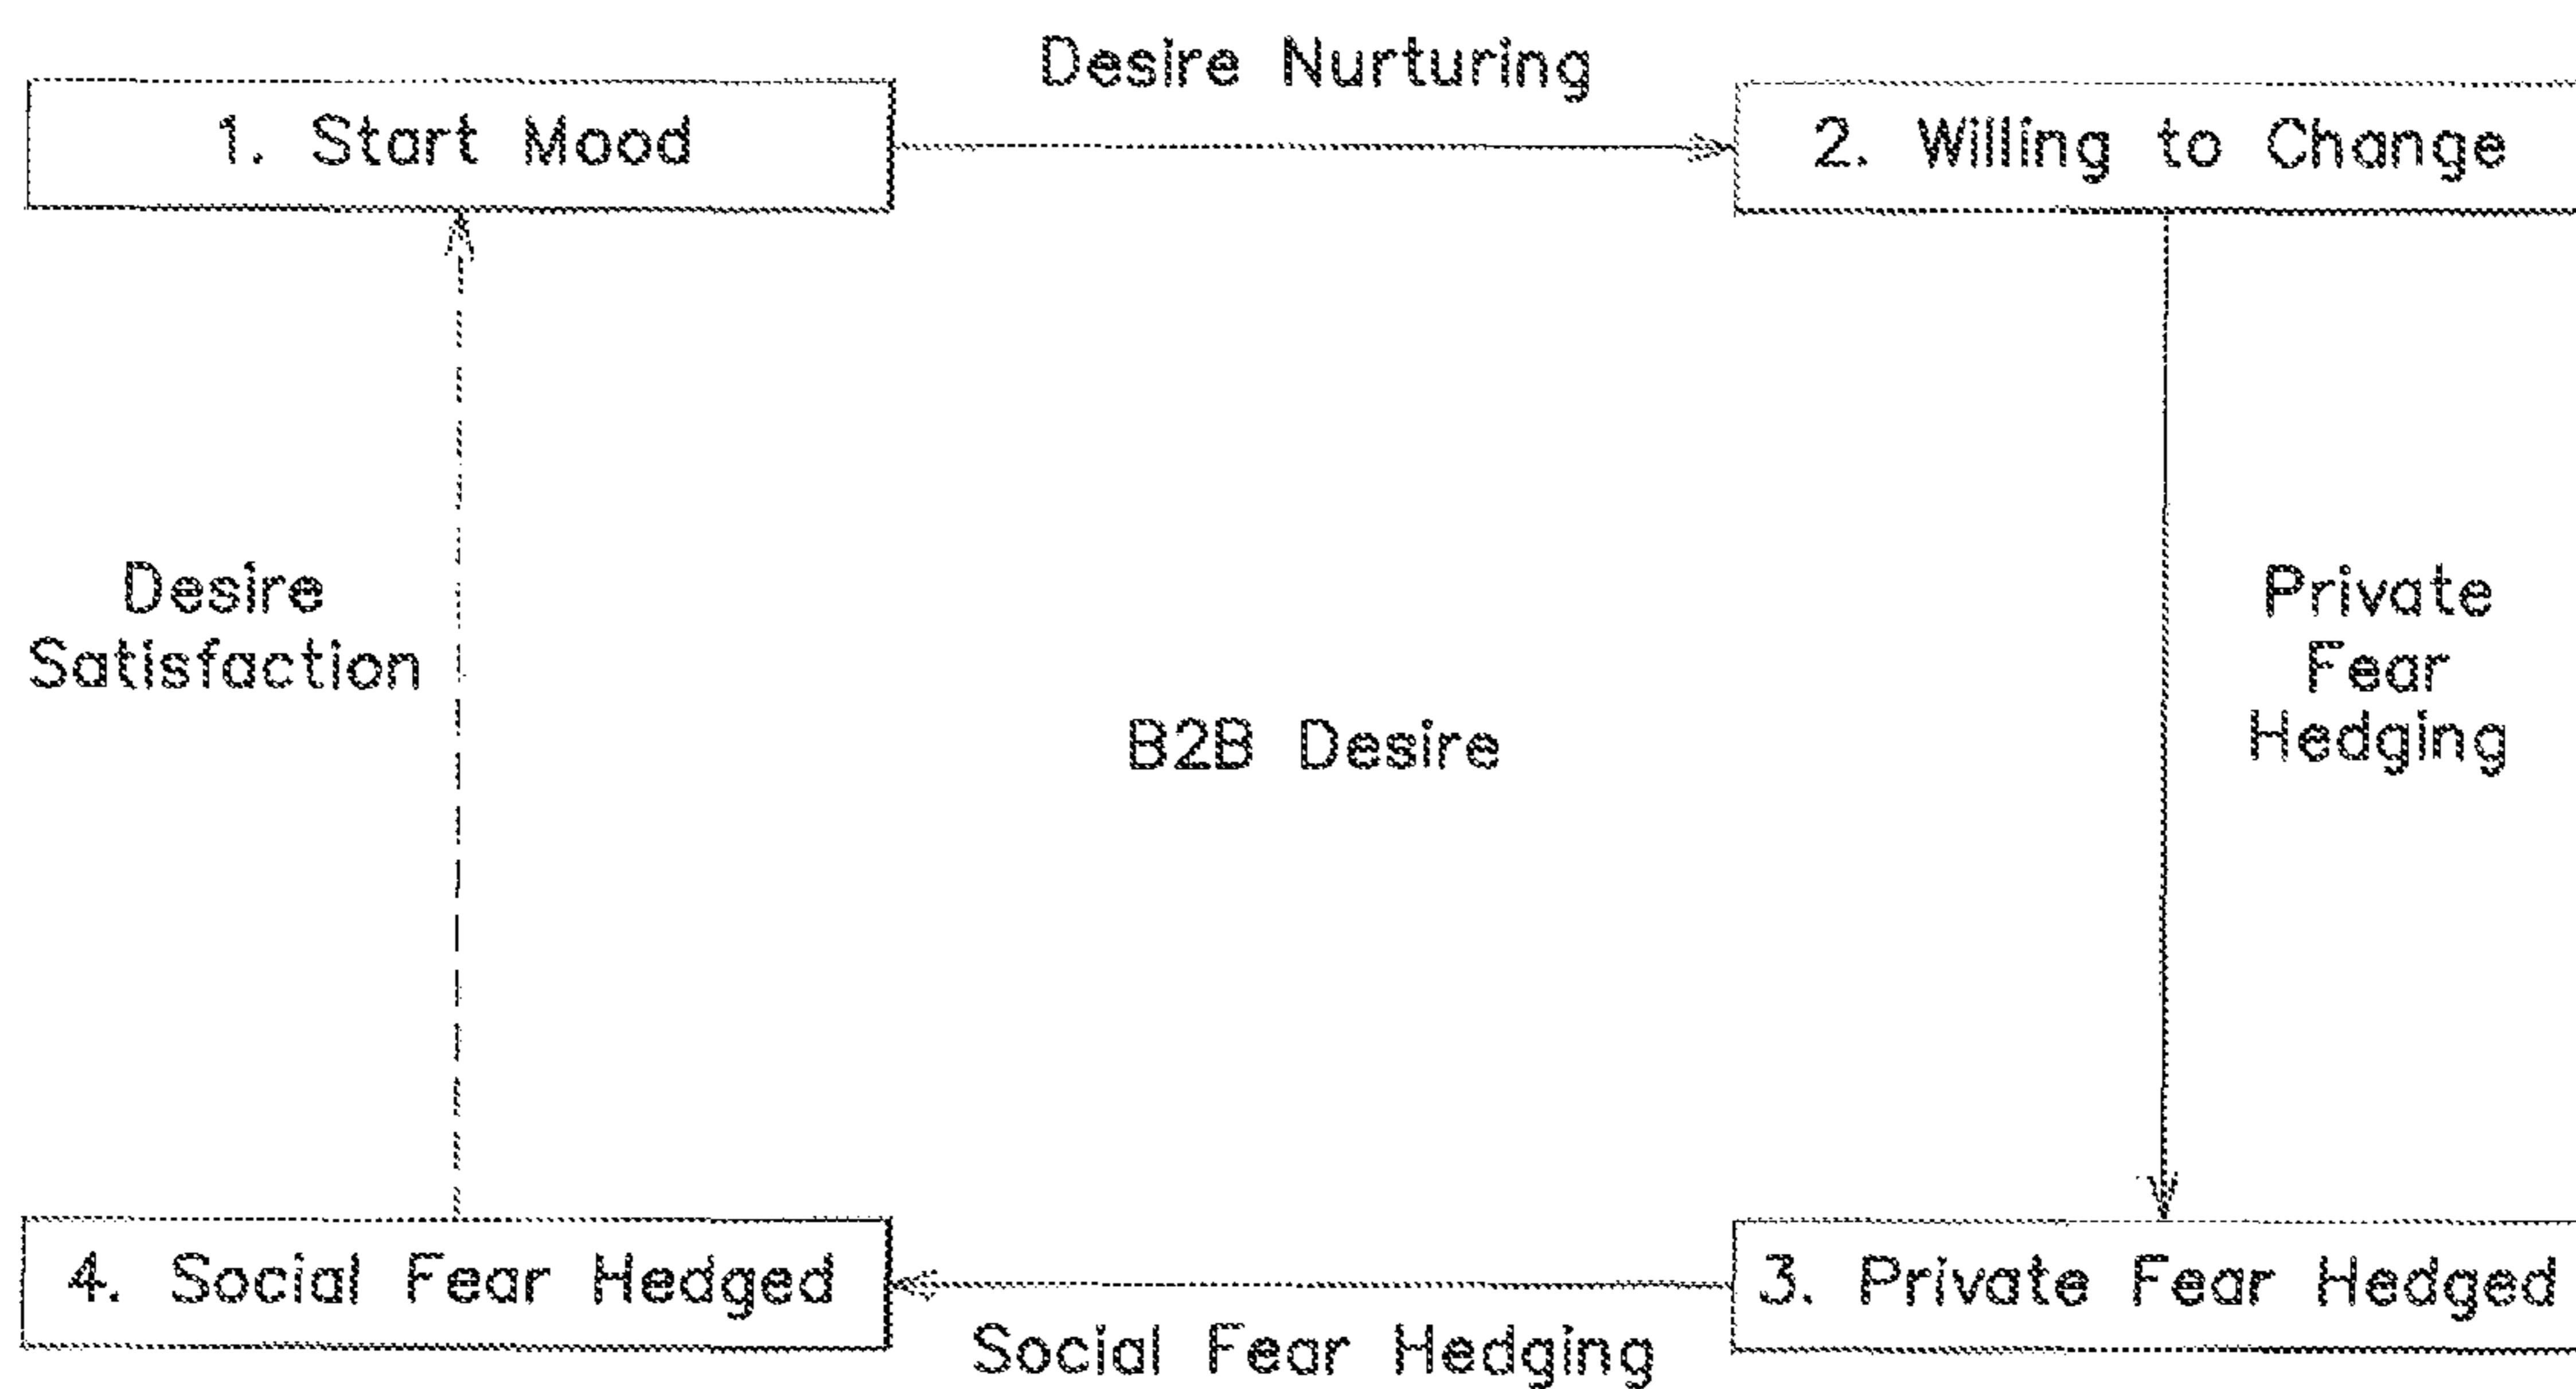 Desire Nurturing
1. Start Mood
2. Willing to Change
Desire
Satisfaction
Private
Fear
Hedging
B2B Desire
4. Social Fear Hedged
3. Private Fear Hedged
Social Fear Hedging